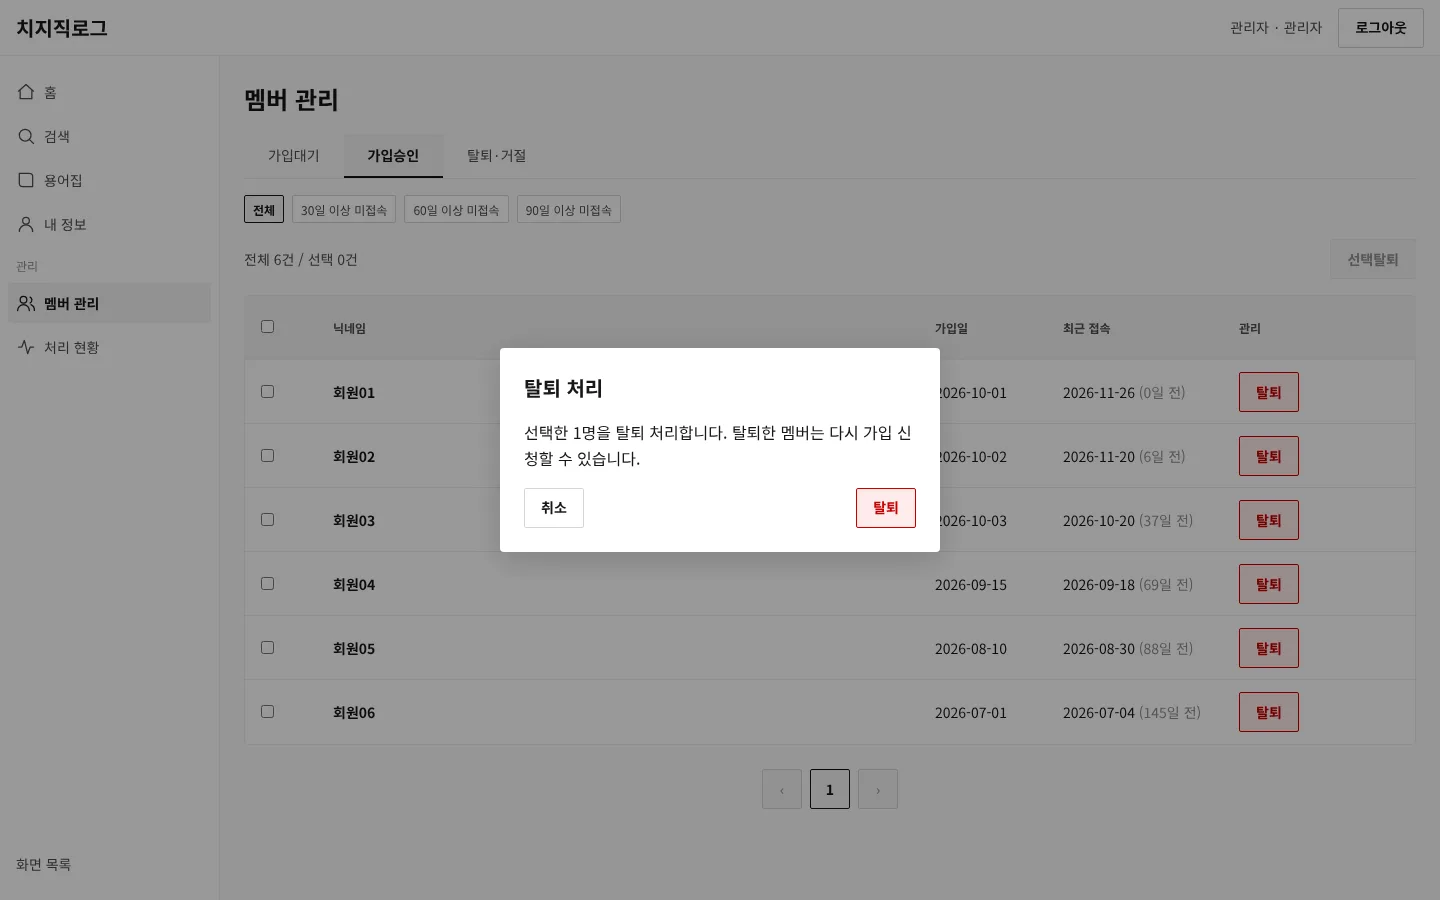 치지직로그
관리자 · 관리자
로그아웃
홈
검색
용어집
내 정보
관리
멤버 관리
처리 현황
화면 목록
멤버 관리
가입대기
가입승인
탈퇴·거절
전체
30일 이상 미접속
60일 이상 미접속
90일 이상 미접속
전체 6건 / 선택 0건
선택탈퇴
닉네임 가입일 최근 접속 관리
회원01 2026-10-01 2026-11-26 (0일 전) 탈퇴
회원02 2026-10-02 2026-11-20 (6일 전) 탈퇴
회원03 2026-10-03 2026-10-20 (37일 전) 탈퇴
회원04 2026-09-15 2026-09-18 (69일 전) 탈퇴
회원05 2026-08-10 2026-08-30 (88일 전) 탈퇴
회원06 2026-07-01 2026-07-04 (145일 전) 탈퇴
‹ 1 ›
탈퇴 처리
선택한 1명을 탈퇴 처리합니다. 탈퇴한 멤버는 다시 가입 신
청할 수 있습니다.
취소
탈퇴